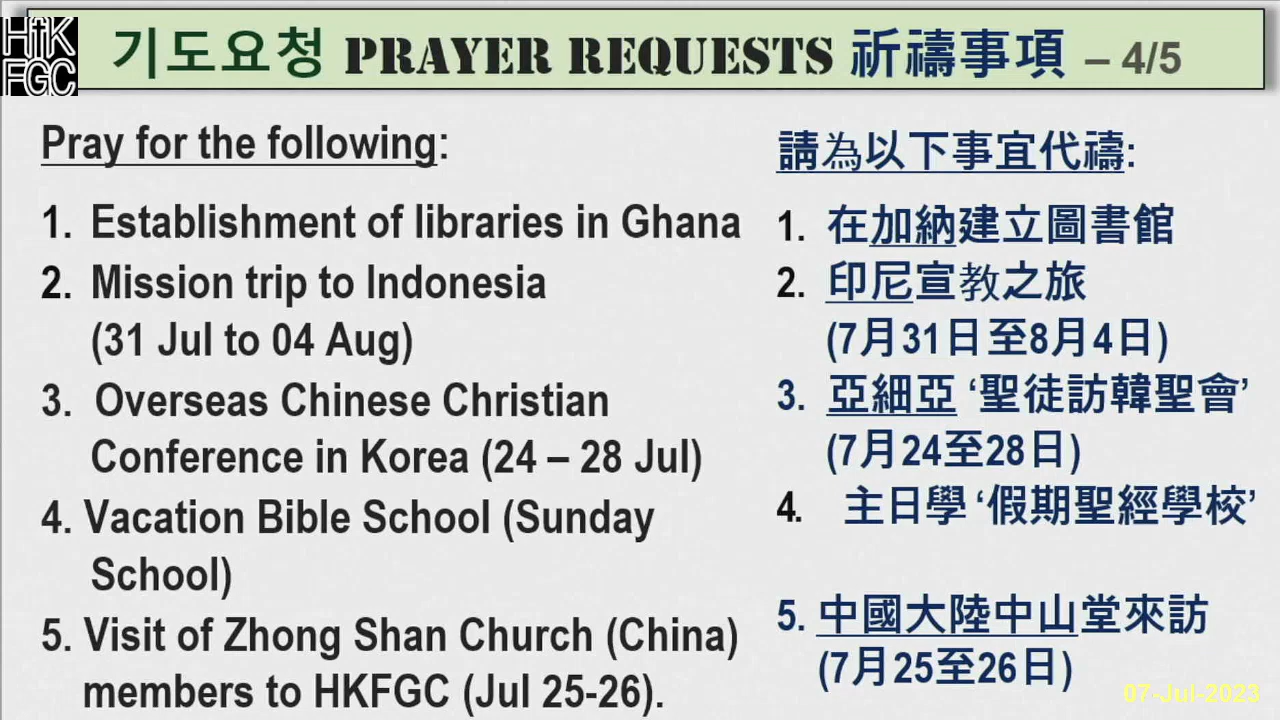 HfK
FGC
기도요청 PRAYER REQUESTS 祈禱事項 – 4/5
Pray for the following:
1. Establishment of libraries in Ghana
2. Mission trip to Indonesia
(31 Jul to 04 Aug)
3. Overseas Chinese Christian
Conference in Korea (24 – 28 Jul)
4. Vacation Bible School (Sunday
School)
5. Visit of Zhong Shan Church (China)
members to HKFGC (Jul 25-26).
請為以下事宜代禱:
1. 在加納建立圖書館
2. 印尼宣教之旅
(7月31日至8月4日)
3. 亞細亞 ‘聖徒訪韓聖會’
(7月24至28日)
4. 主日學 ‘假期聖經學校’
5. 中國大陸中山堂來訪
(7月25至26日)
07-Jul-2023